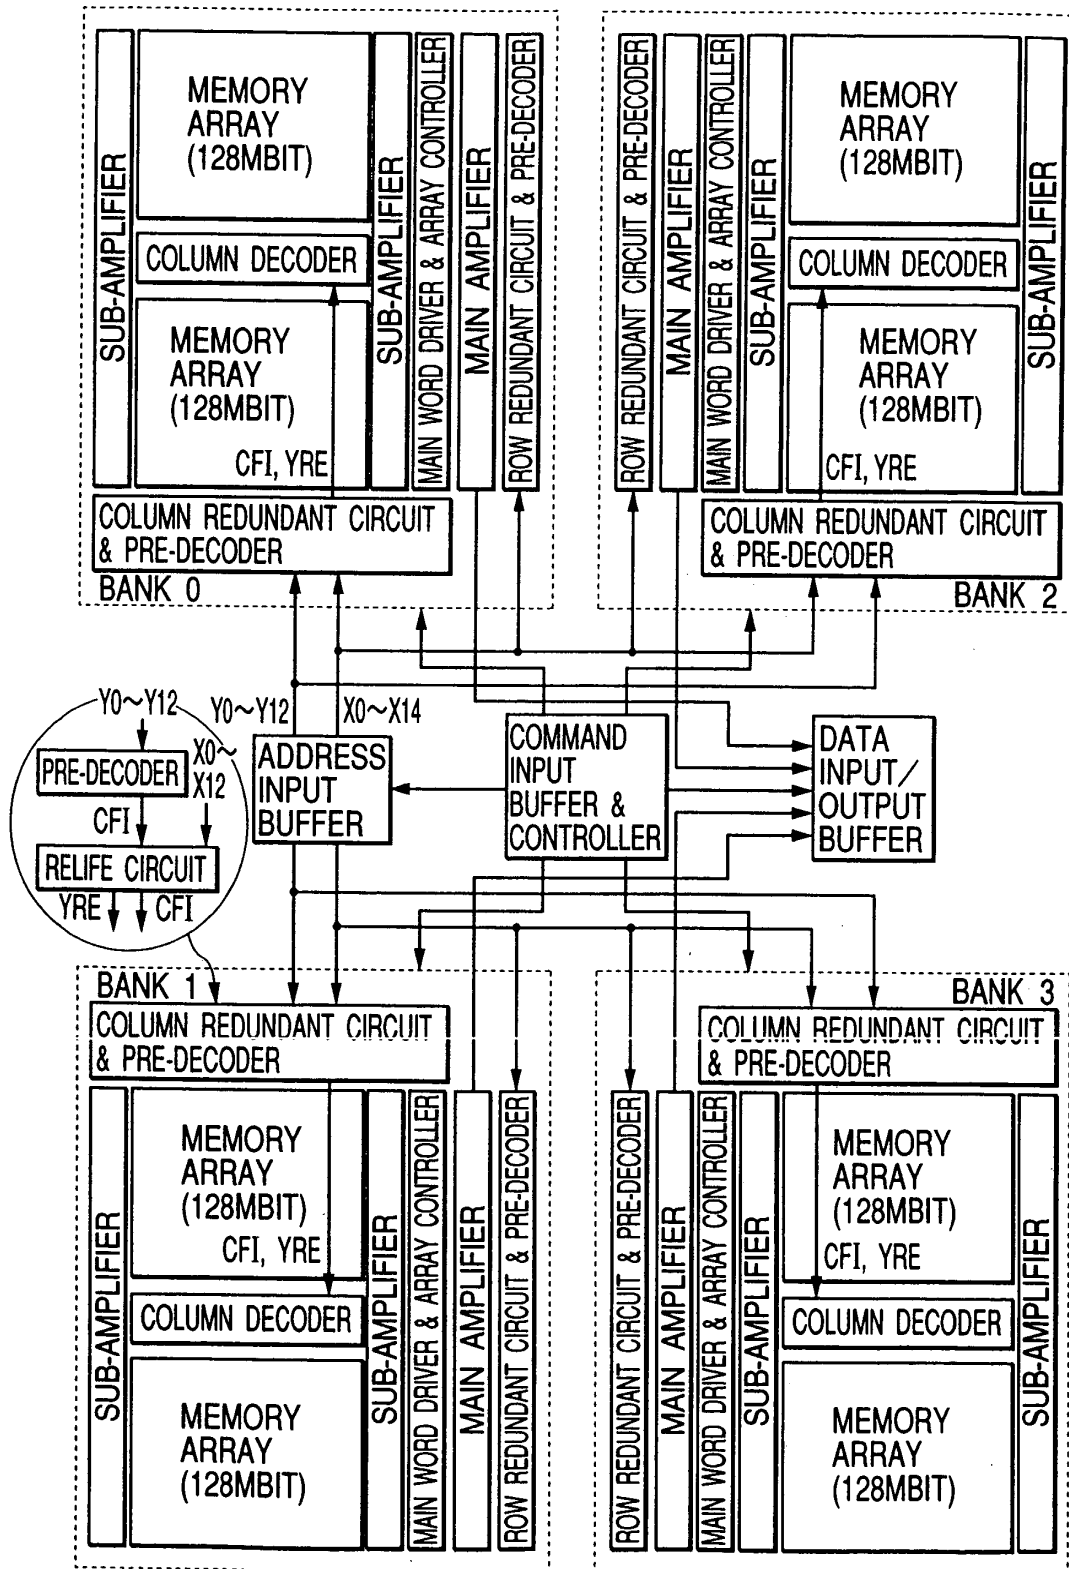 SUB-AMPLIFIER
MEMORY
ARRAY
(128MBIT)
COLUMN DECODER
MEMORY
ARRAY
(128MBIT)
CFI, YRE
SUB-AMPLIFIER
MAIN WORD DRIVER & ARRAY CONTROLLER
MAIN AMPLIFIER
ROW REDUNDANT CIRCUIT & PRE-DECODER
COLUMN REDUNDANT CIRCUIT
& PRE-DECODER
BANK 0
ROW REDUNDANT CIRCUIT & PRE-DECODER
MAIN AMPLIFIER
MAIN WORD DRIVER & ARRAY CONTROLLER
SUB-AMPLIFIER
MEMORY
ARRAY
(128MBIT)
COLUMN DECODER
MEMORY
ARRAY
(128MBIT)
CFI, YRE
SUB-AMPLIFIER
COLUMN REDUNDANT CIRCUIT
& PRE-DECODER
BANK 2
Y0~Y12
PRE-DECODER
X0~
X12
CFI
RELIFE CIRCUIT
YRE
CFI
Y0~Y12
X0~X14
ADDRESS
INPUT
BUFFER
COMMAND
INPUT
BUFFER &
CONTROLLER
DATA
INPUT/
OUTPUT
BUFFER
BANK 1
COLUMN REDUNDANT CIRCUIT
& PRE-DECODER
SUB-AMPLIFIER
MEMORY
ARRAY
(128MBIT)
CFI, YRE
COLUMN DECODER
MEMORY
ARRAY
(128MBIT)
SUB-AMPLIFIER
MAIN WORD DRIVER & ARRAY CONTROLLER
MAIN AMPLIFIER
ROW REDUNDANT CIRCUIT & PRE-DECODER
BANK 3
COLUMN REDUNDANT CIRCUIT
& PRE-DECODER
ROW REDUNDANT CIRCUIT & PRE-DECODER
MAIN AMPLIFIER
MAIN WORD DRIVER & ARRAY CONTROLLER
SUB-AMPLIFIER
MEMORY
ARRAY
(128MBIT)
CFI, YRE
COLUMN DECODER
MEMORY
ARRAY
(128MBIT)
SUB-AMPLIFIER